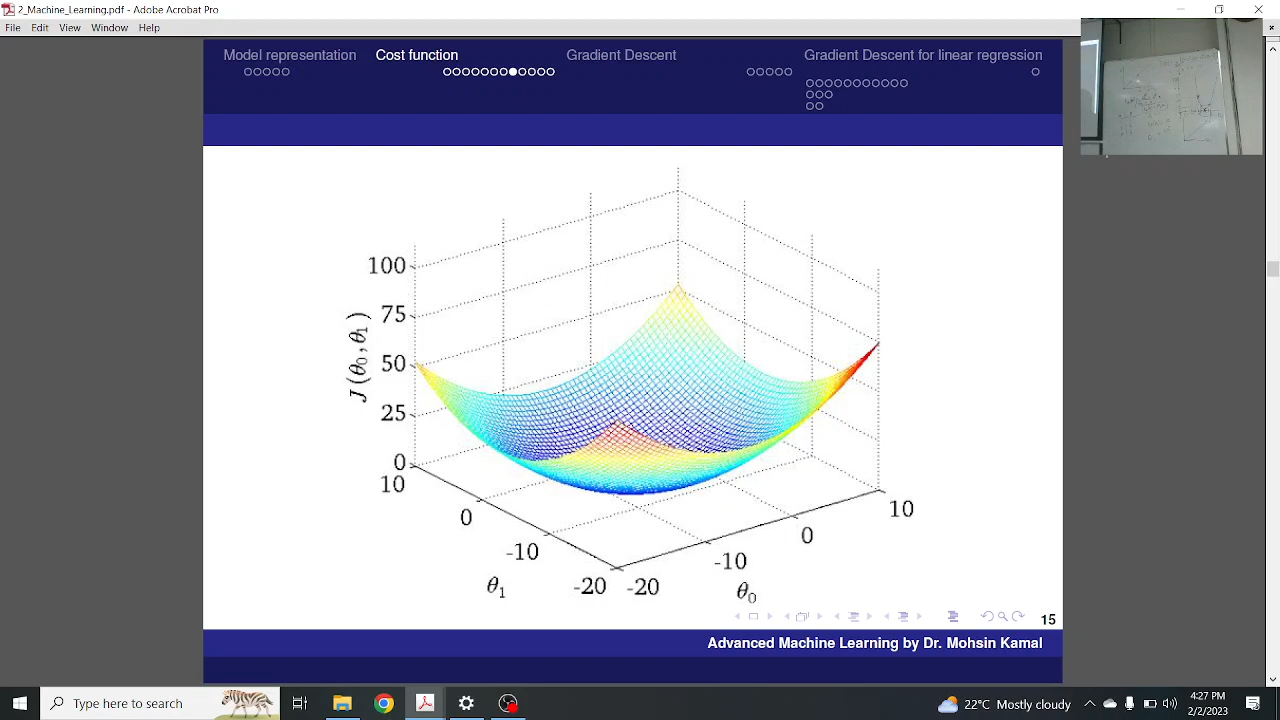 2_Machine_Learning.pdf - Adobe Acrobat Pro
File Edit View Window Help
Model representation Cost function Gradient Descent Gradient Descent for linear regression
100
75
50
25
0
J (θ0, θ1)
10
0
-10
-20
θ1
-20
-10
0
10
θ0
15
Advanced Machine Learning by Dr. Mohsin Kamal
Type here to search
22°C Mostly cloudy
4:27 PM
2/2/2023